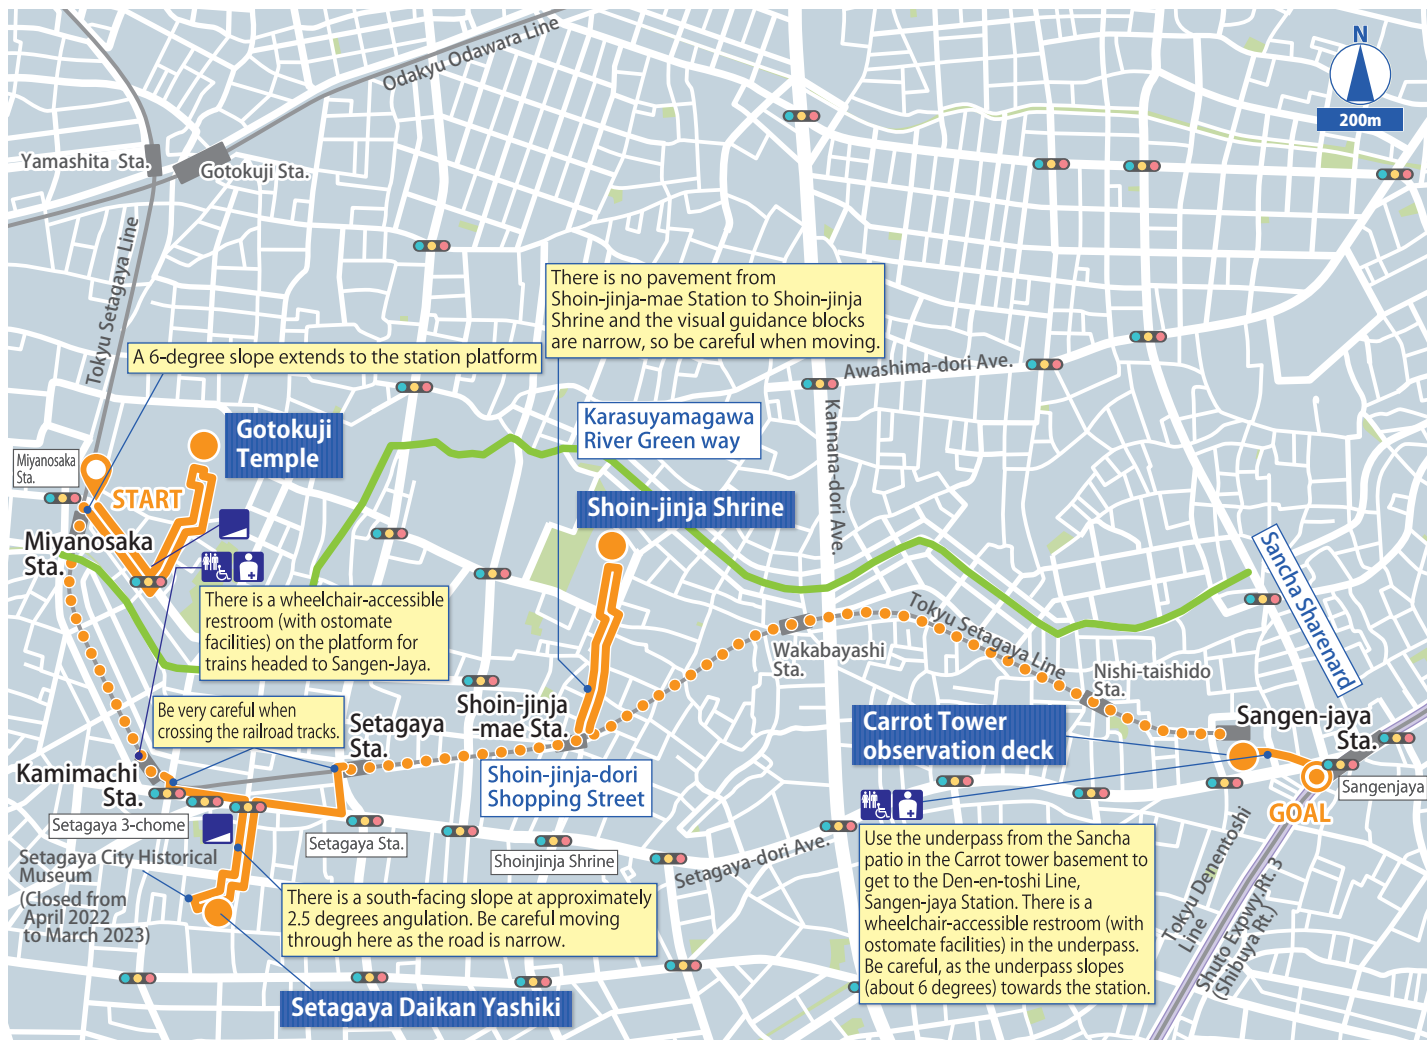 N
200m
Odakyu Odawara Line
Yamashita Sta.
Gotokuji Sta.
Tokyu Setagaya Line
There is no pavement from
Shoin-jinja-mae Station to Shoin-jinja
Shrine and the visual guidance blocks
are narrow, so be careful when moving.
A 6-degree slope extends to the station platform
Awashima-dori Ave.
Kannana-dori Ave.
Gotokuji
Temple
Karasuyamagawa
River Green way
Miyanosaka
Sta.
START
Shoin-jinja Shrine
Miyanosaka
Sta.
Sancha Sharenard
There is a wheelchair-accessible
restroom (with ostomate
facilities) on the platform for
trains headed to Sangen-Jaya.
Tokyu Setagaya Line
Wakabayashi
Sta.
Nishi-taishido
Sta.
Be very careful when
crossing the railroad tracks.
Setagaya
Sta.
Shoin-jinja
-mae Sta.
Carrot Tower
observation deck
Sangen-jaya
Sta.
Kamimachi
Sta.
Shoin-jinja-dori
Shopping Street
Sangenjaya
GOAL
Setagaya 3-chome
Setagaya Sta.
Shoinjinja Shrine
Setagaya-dori Ave.
Setagaya City Historical
Museum
(Closed from
April 2022
to March 2023)
There is a south-facing slope at approximately
2.5 degrees angulation. Be careful moving
through here as the road is narrow.
Use the underpass from the Sancha
patio in the Carrot tower basement to
get to the Den-en-toshi Line,
Sangen-jaya Station. There is a
wheelchair-accessible restroom (with
ostomate facilities) in the underpass.
Be careful, as the underpass slopes
(about 6 degrees) towards the station.
Tokyu Denentoshi
Line
Shuto Expwy Rt. 3
(Shibuya Rt.)
Setagaya Daikan Yashiki